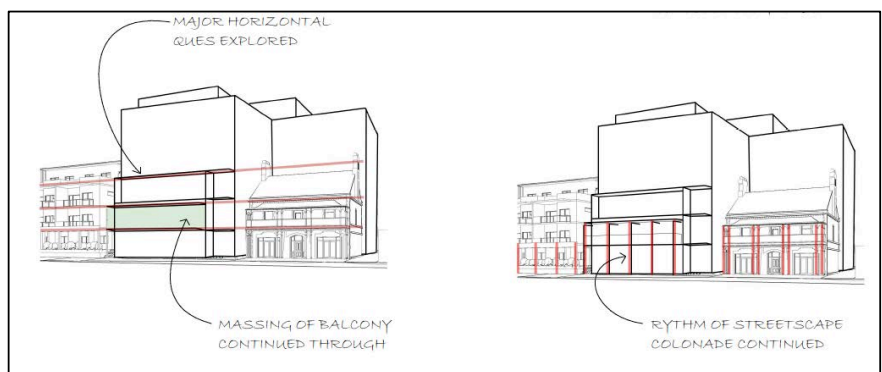 MAJOR HORIZONTAL
QUES EXPLORED
MASSING OF BALCONY
CONTINUED THROUGH
RYTHM OF STREETSCAPE
COLONADE CONTINUED